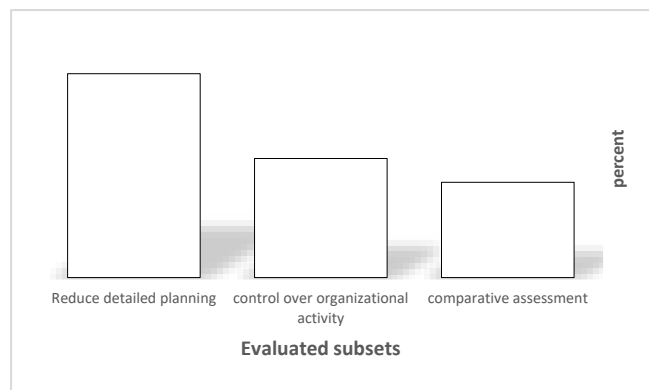 percent
Reduce detailed planning
control over organizational
activity
comparative assessment
Evaluated subsets